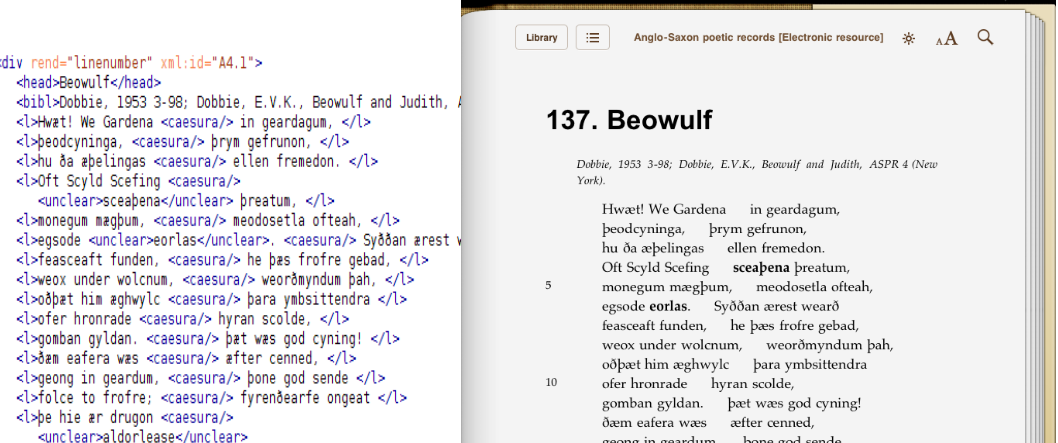 <div rend="linenumber" xml:id="A4.1">
<head>Beowulf</head>
<bibl>Dobbie, 1953 3-98; Dobbie, E.V.K., Beowulf and Judith,
<l>Hwæt! We Gardena <caesura/> in geardagum, </l>
<l>þeodcyninga, <caesura/> þrym gefrunon, </l>
<l>hu ða æþelingas <caesura/> ellen fremedon. </l>
<l>Oft Scyld Scefing <caesura/>
<unclear>sceaþena</unclear> þreatum, </l>
<l>monegum mægþum, <caesura/> meodosetla ofteah, </l>
<l>egsode <unclear>eorlas</unclear>. <caesura/> Syððan ærest w
<l>feasceaft funden, <caesura/> he þæs frofre gebad, </l>
<l>weox under wolcnum, <caesura/> weorðmyndum þah, </l>
<l>oðþæt him æghwylc <caesura/> þara ymbsittendra </l>
<l>ofer hronrade <caesura/> hyran scolde, </l>
<l>gomban gyldan. <caesura/> þæt wæs god cyning! </l>
<l>ðæm eafera wæs <caesura/> æfter cenned, </l>
<l>geong in geardum, <caesura/> þone god sende </l>
<l>folce to frofre; <caesura/> fyrenðearfe ongeat </l>
<l>þe hie ær drugon <caesura/>
<unclear>aldorlease</unclear>
Library
Anglo-Saxon poetic records [Electronic resource]
AA
137. Beowulf
Dobbie, 1953 3-98; Dobbie, E.V.K., Beowulf and Judith, ASPR 4 (New
York).
Hwæt! We Gardena in geardagum,
þeodcyninga, þrym gefrunon,
hu ða æþelingas ellen fremedon.
Oft Scyld Scefing sceaþena þreatum,
5 monegum mægþum, meodosetla ofteah,
egsode eorlas. Syððan ærest wearð
feasceaft funden, he þæs frofre gebad,
weox under wolcnum, weorðmyndum þah,
oðþæt him æghwylc þara ymbsittendra
10 ofer hronrade hyran scolde,
gomban gyldan. þæt wæs god cyning!
ðæm eafera wæs æfter cenned,
geong in geardum, þone god sende